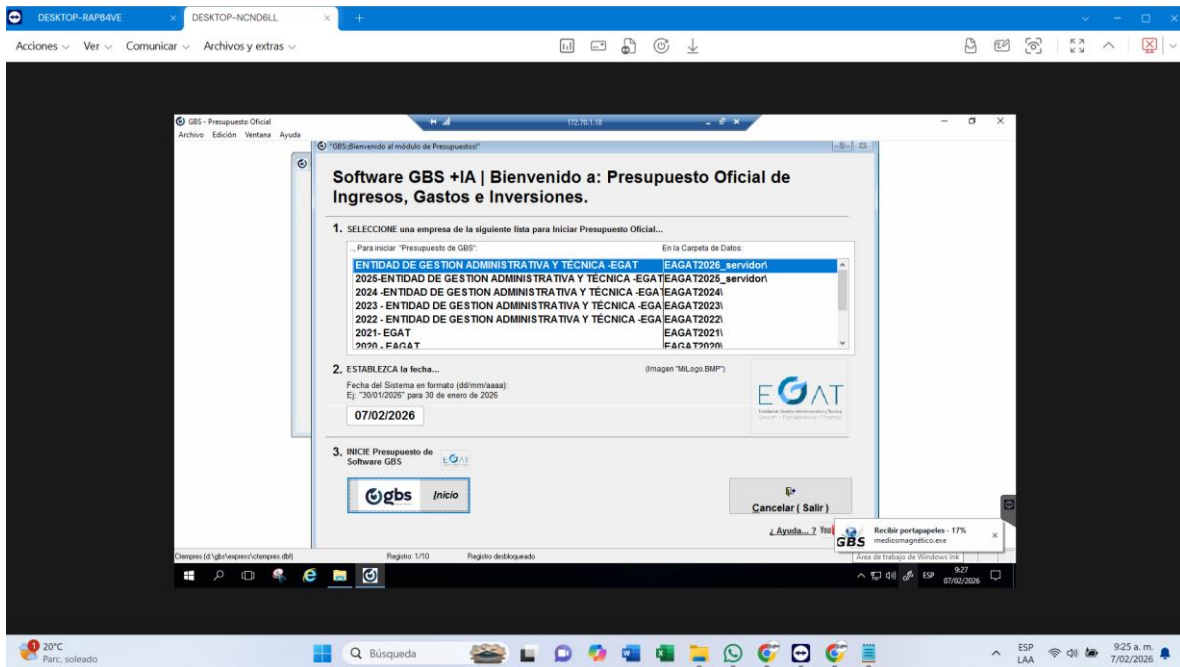 DESKTOP-RAP84VE
DESKTOP-NCND6LL
Acciones Ver Comunicar Archivos y extras
GBS - Presupuesto Oficial
172.70.1.18
Archivo Edición Ventana Ayuda
"GBS:¡Bienvenido al módulo de Presupuestos!"
Software GBS +IA | Bienvenido a: Presupuesto Oficial de
Ingresos, Gastos e Inversiones.
1. SELECCIONE una empresa de la siguiente lista para Iniciar Presupuesto Oficial...
.., Para iniciar "Presupuesto de GBS": En la Carpeta de Datos:
ENTIDAD DE GESTION ADMINISTRATIVA Y TÉCNICA -EGAT EAGAT2026_servidor\
2025-ENTIDAD DE GESTION ADMINISTRATIVA Y TÉCNICA -EGAT EAGAT2025_servidor\
2024 -ENTIDAD DE GESTION ADMINISTRATIVA Y TÉCNICA -EGAT EAGAT2024\
2023 - ENTIDAD DE GESTION ADMINISTRATIVA Y TÉCNICA -EGA EAGAT2023\
2022 - ENTIDAD DE GESTION ADMINISTRATIVA Y TÉCNICA -EGA EAGAT2022\
2021- EGAT EAGAT2021\
2020 - EAGAT EAGAT2020\
2. ESTABLEZCA la fecha... (Imagen "MiLogo.BMP")
Fecha del Sistema en formato (dd/mm/aaaa):
Ej: "30/01/2026" para 30 de enero de 2026
07/02/2026
EGAT
3. INICIE Presupuesto de
Software GBS
EGAT
gbs Inicio
Cancelar ( Salir )
¿ Ayuda... ? You
GBS
Recibir portapapeles - 17%
mediosmagnético.exe
Área de trabajo de Windows Ink
Ctempres (d:\gbs\express\ctempres.dbf) Registro 1/10 Registro desbloqueado
ESP
9:27
07/02/2026
20°C
Parc. soleado
Búsqueda
ESP
LAA
9:25 a. m.
7/02/2026